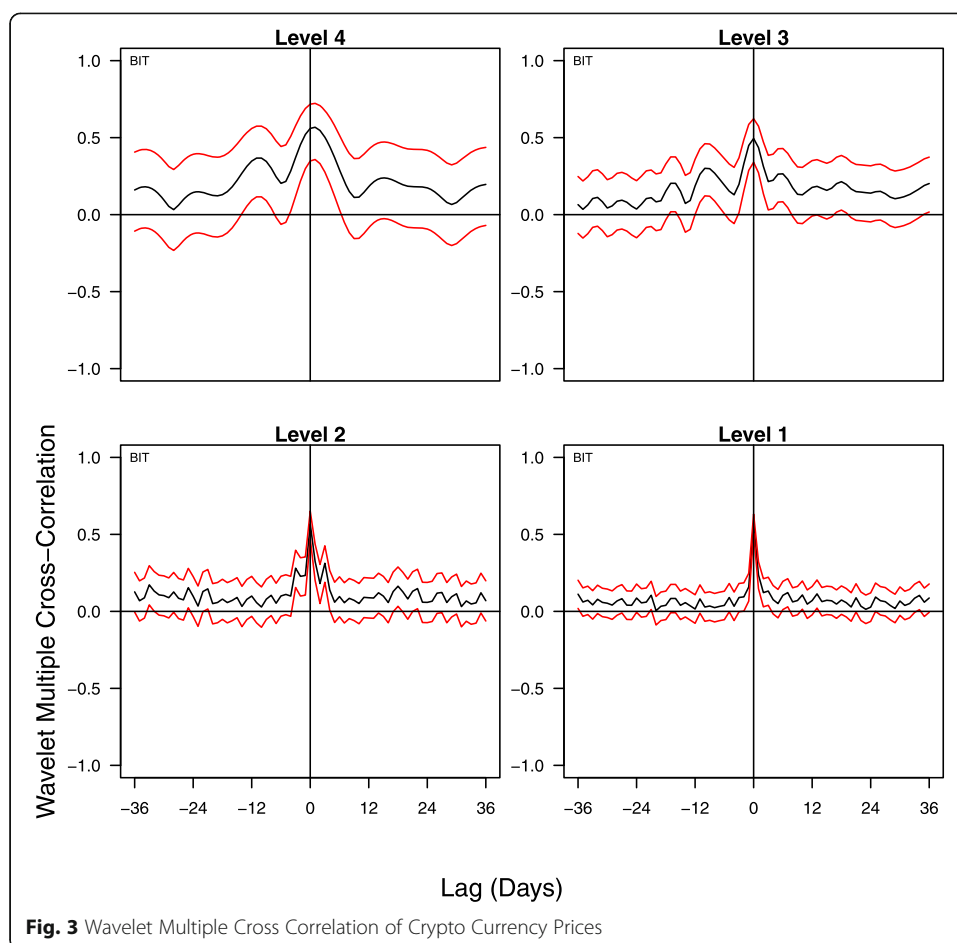 Level 4
Level 3
BIT
BIT
1.0
0.5
0.0
−0.5
−1.0
1.0
0.5
0.0
−0.5
−1.0
Level 2
Level 1
BIT
BIT
1.0
0.5
0.0
−0.5
−1.0
1.0
0.5
0.0
−0.5
−1.0
−36 −24 −12 0 12 24 36
−36 −24 −12 0 12 24 36
Wavelet Multiple Cross−Correlation
Lag (Days)
Fig. 3 Wavelet Multiple Cross Correlation of Crypto Currency Prices